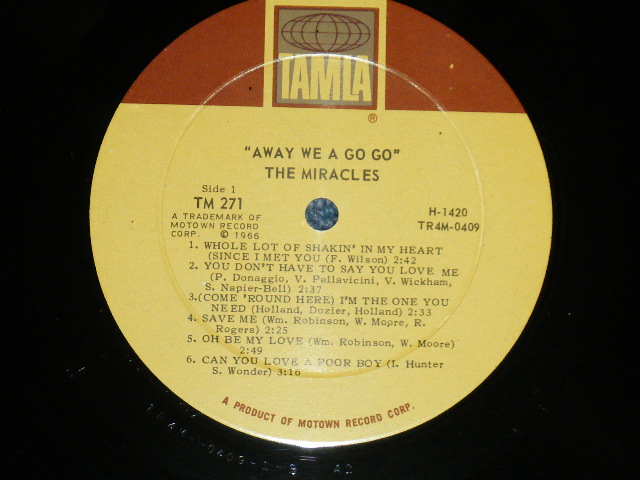 TAMLA
®
"AWAY WE A GO GO"
THE MIRACLES
Side 1
TM 271
A TRADEMARK OF
MOTOWN RECORD
CORP. © 1966
H-1420
TR4M-0409
1. WHOLE LOT OF SHAKIN' IN MY HEART
(SINCE I MET YOU (F. Wilson) 2:42
2. YOU DON'T HAVE TO SAY YOU LOVE ME
(P. Donaggio, V. Pallavicini, V. Wickham,
S. Napier-Bell) 2:37
3.(COME 'ROUND HERE) I'M THE ONE YOU
NEED (Holland, Dozier, Holland) 2:33
4. SAVE ME (Wm. Robinson, W. Moore, R.
Rogers) 2:25
5. OH BE MY LOVE (Wm. Robinson, W. Moore)
2:49
6. CAN YOU LOVE A POOR BOY (I. Hunter
S. Wonder) 3:16
A PRODUCT OF MOTOWN RECORD CORP.